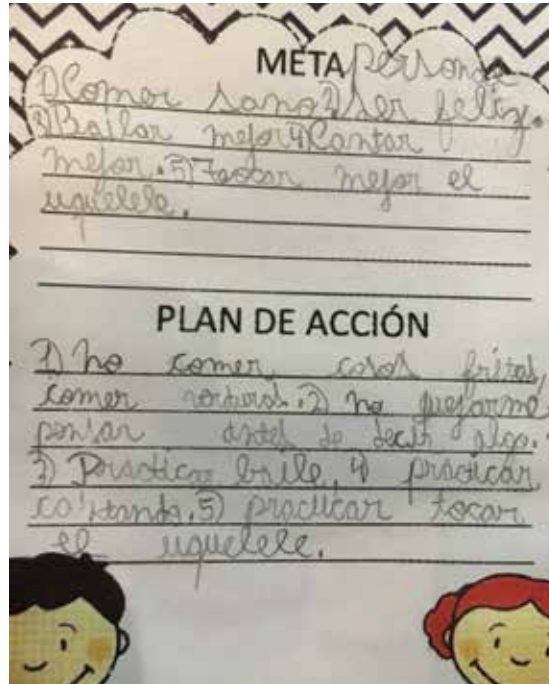 META Personal
1) Comer sano 2) Ser feliz.
3) Bailar mejor 4) Cantar
mejor. 5) Toocar mejor el
uquelele.
PLAN DE ACCIÓN
1) no comer cosas fritas,
comer verduras. 2) no quejarme
pensar antes de decir algo.
3) Practicar baile, 4) practicar
cantando. 5) practicar tocar
el uquelele.